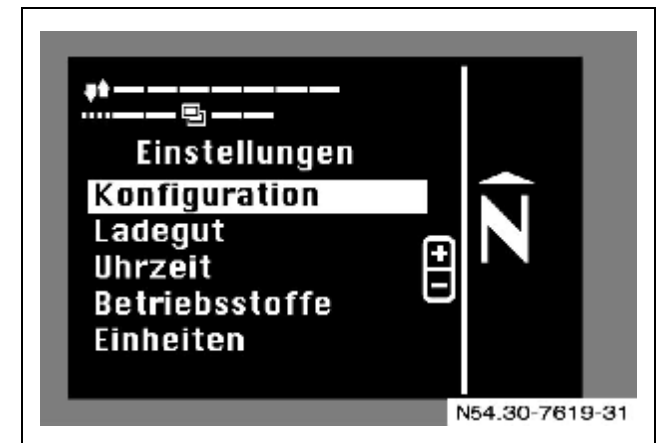 Einstellungen
Konfiguration
Ladegut
Uhrzeit
Betriebsstoffe
Einheiten
+
−
N
N54.30-7619-31